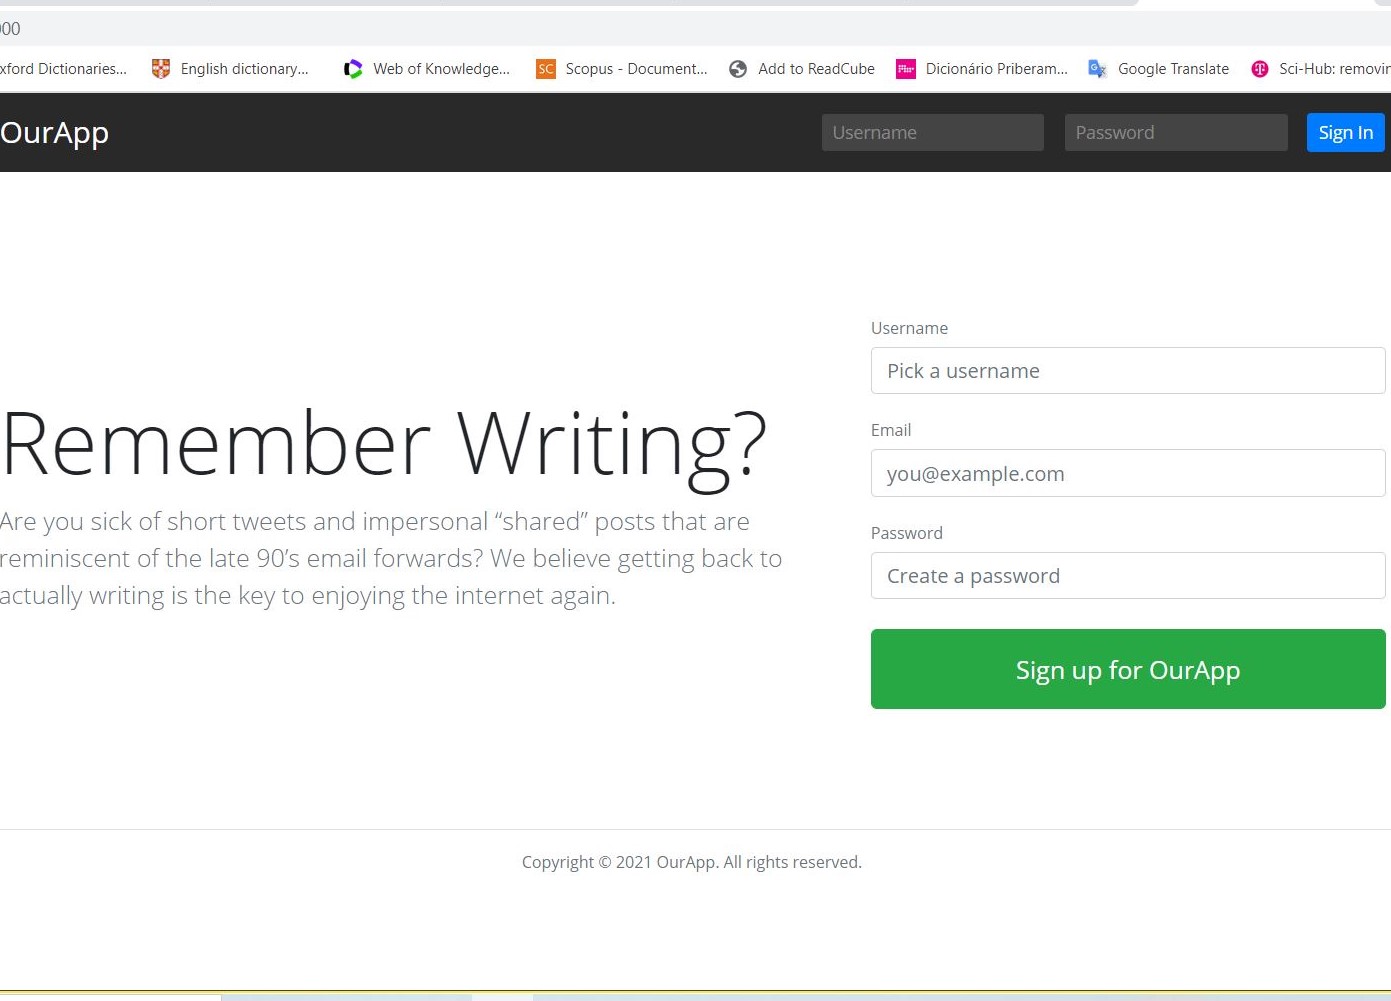 000
xford Dictionaries...
English dictionary...
Web of Knowledge...
SC
Scopus - Document...
Add to ReadCube
Dicionário Priberam...
Google Translate
Sci-Hub: removin
OurApp
Username
Password
Sign In
Username
Pick a username
Email
you@example.com
Password
Create a password
Sign up for OurApp
Remember Writing?
Are you sick of short tweets and impersonal “shared” posts that are
reminiscent of the late 90’s email forwards? We believe getting back to
actually writing is the key to enjoying the internet again.
Copyright © 2021 OurApp. All rights reserved.